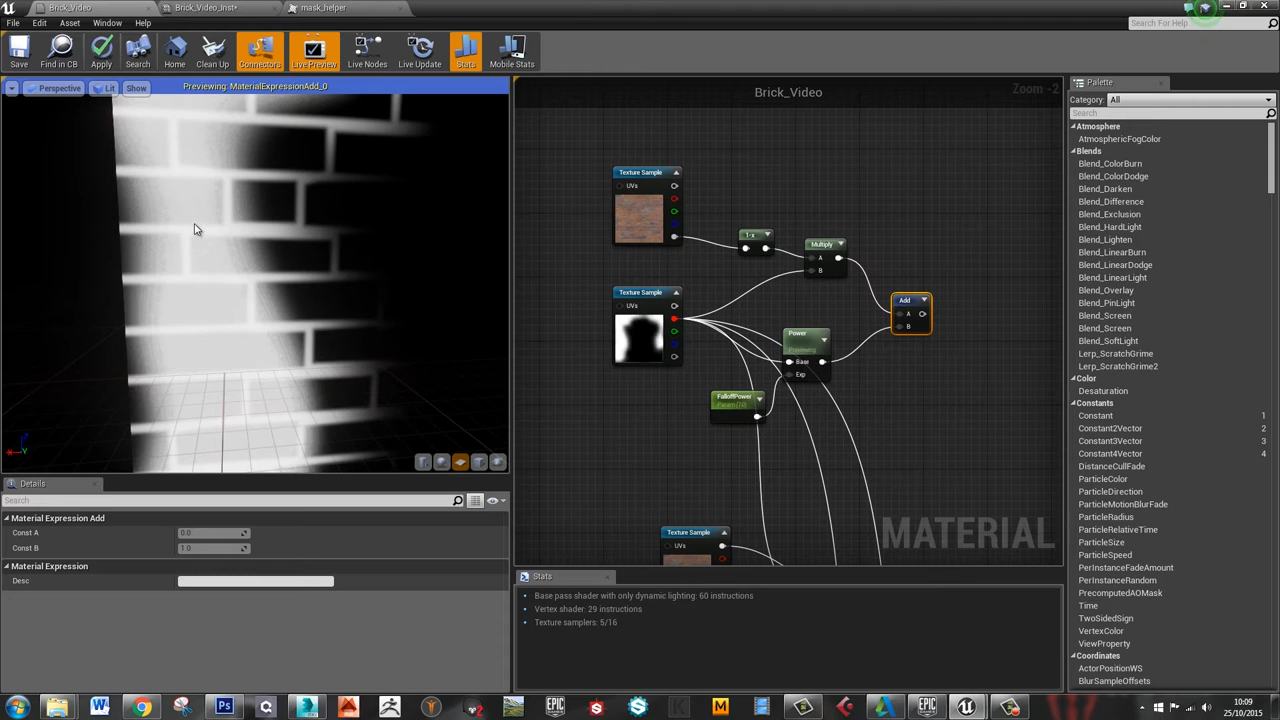 Brick_Video
Brick_Video_Inst*
mask_helper
File Edit Asset Window Help
Search For Help
Save
Find in CB
Apply
Search
Home
Clean Up
Connectors
Live Preview
Live Nodes
Live Update
Stats
Mobile Stats
Perspective
Lit
Show
Previewing: MaterialExpressionAdd_0
Brick_Video
Zoom -2
Texture Sample
UVs
1-x
Multiply
A
B
Texture Sample
UVs
Add
A
B
Power
Previewing
Base
Exp
FalloffPower
Param (10)
Texture Sample
UVs
MATERIAL
Details
Search
Material Expression Add
Const A 0.0
Const B 1.0
Material Expression
Desc
Stats
Base pass shader with only dynamic lighting: 60 instructions
Vertex shader: 29 instructions
Texture samplers: 5/16
Palette
Category: All
Search
Atmosphere
AtmosphericFogColor
Blends
Blend_ColorBurn
Blend_ColorDodge
Blend_Darken
Blend_Difference
Blend_Exclusion
Blend_HardLight
Blend_Lighten
Blend_LinearBurn
Blend_LinearDodge
Blend_LinearLight
Blend_Overlay
Blend_PinLight
Blend_Screen
Blend_Screen
Blend_SoftLight
Lerp_ScratchGrime
Lerp_ScratchGrime2
Color
Desaturation
Constants
Constant 1
Constant2Vector 2
Constant3Vector 3
Constant4Vector 4
DistanceCullFade
ParticleColor
ParticleDirection
ParticleMotionBlurFade
ParticleRadius
ParticleRelativeTime
ParticleSize
ParticleSpeed
PerInstanceFadeAmount
PerInstanceRandom
PrecomputedAOMask
Time
TwoSidedSign
VertexColor
ViewProperty
Coordinates
ActorPositionWS
BlurSampleOffsets
10:09
25/10/2015